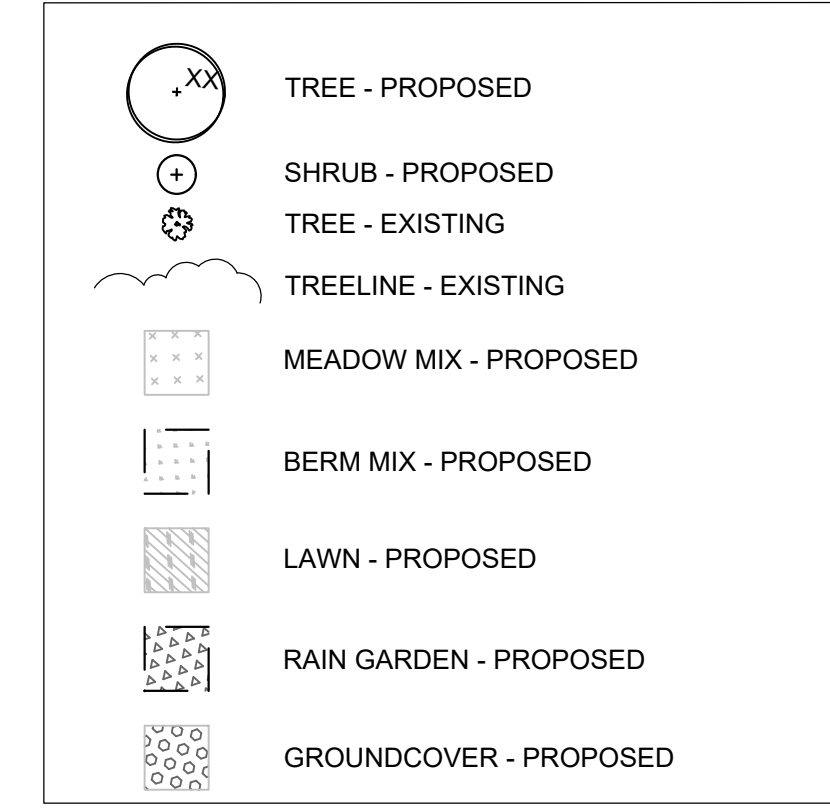 XX
TREE - PROPOSED
SHRUB - PROPOSED
TREE - EXISTING
TREELINE - EXISTING
MEADOW MIX - PROPOSED
BERM MIX - PROPOSED
LAWN - PROPOSED
RAIN GARDEN - PROPOSED
GROUNDCOVER - PROPOSED